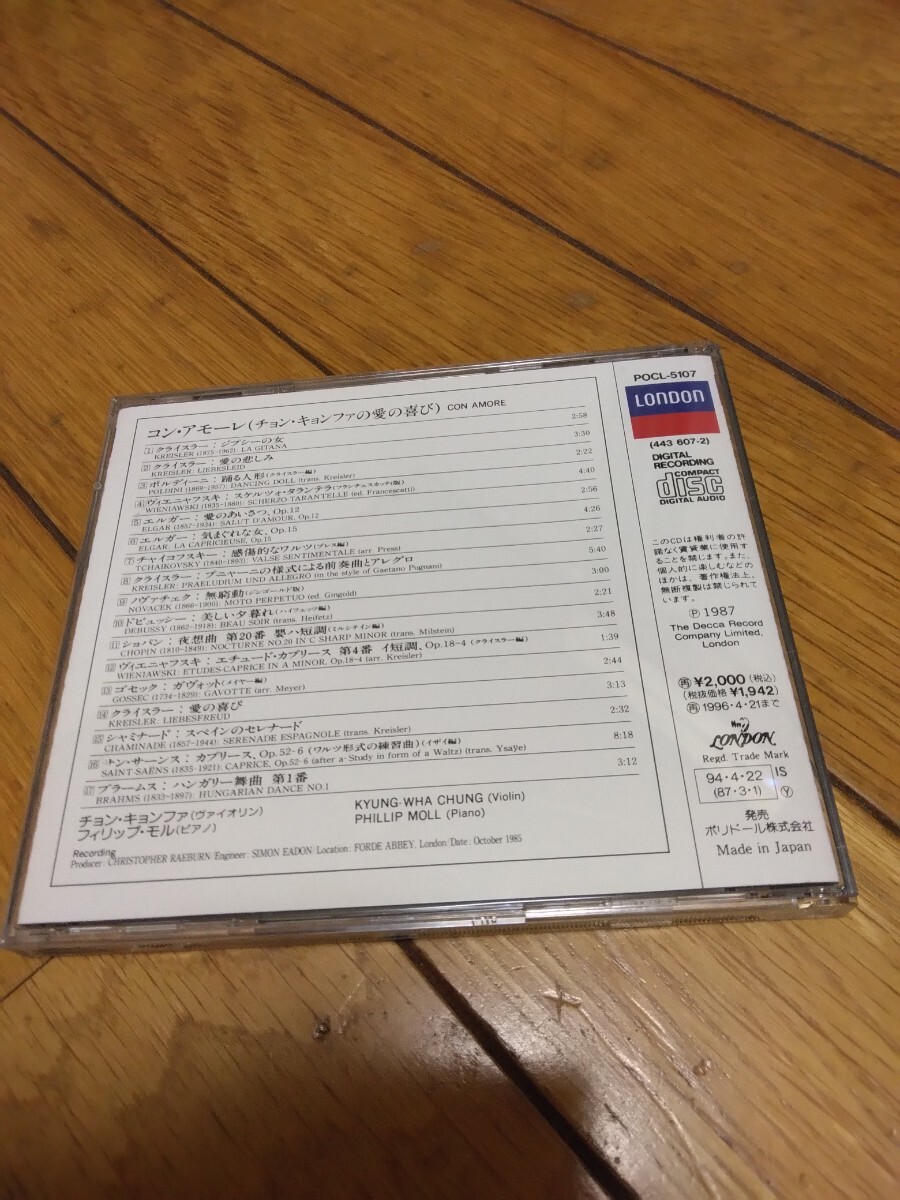 コン・アモーレ(チョン・キョンファの愛の喜び) CON AMORE
1 クライスラー:ジプシーの女 2:58
KREISLER (1875-1962): LA GITANA
2 クライスラー:愛の悲しみ 3:30
KREISLER: LIEBESLEID
3 ポルディーニ:踊る人形(クライスラー編) 2:22
POLDINI (1869-1957): DANCING DOLL (trans. Kreisler)
4 ヴィエニャフスキ:スケルツォ・タランテラ(フランチェスカッティ版) 4:40
WIENIAWSKI (1835-1880): SCHERZO-TARANTELLE (ed. Francescatti)
5 エルガー:愛のあいさつ、Op.12 2:56
ELGAR (1857-1934): SALUT D'AMOUR, Op.12
6 エルガー:気まぐれな女、Op.15 4:26
ELGAR: LA CAPRICIEUSE, Op.15
7 チャイコフスキー:感傷的なワルツ(プレス編) 2:27
TCHAIKOVSKY (1840-1893): VALSE SENTIMENTALE (arr. Press)
8 クライスラー:プニャーニの様式による前奏曲とアレグロ 5:40
KREISLER: PRAELUDIUM UND ALLEGRO (in the style of Gaetano Pugnani)
9 ノヴァチェク:無窮動(ジンゴールド版) 3:00
NOVACEK (1866-1900): MOTO PERPETUO (ed. Gingold)
10 ドビュッシー:美しい夕暮れ(ハイフェッツ編) 2:21
DEBUSSY (1862-1918): BEAU SOIR (trans. Heifetz)
11 ショパン:夜想曲 第20番 嬰ハ短調(ミルシテイン編) 3:48
CHOPIN (1810-1849): NOCTURNE NO.20 IN C SHARP MINOR (trans. Milstein)
12 ヴィエニャフスキ:エチュード・カプリース 第4番 イ短調、Op.18-4(クライスラー編) 1:39
WIENIAWSKI: ETUDES-CAPRICE IN A MINOR, Op.18-4 (arr. Kreisler)
13 ゴセック:ガヴォット(メイヤー編) 2:44
GOSSEC (1734-1829): GAVOTTE (arr. Meyer)
14 クライスラー:愛の喜び 3:13
KREISLER: LIEBESFREUD
15 シャミナード:スペインのセレナード 2:32
CHAMINADE (1857-1944): SERENADE ESPAGNOLE (trans. Kreisler)
16 サン・サーンス:カプリース、Op.52-6(ワルツ形式の練習曲)(イザイ編) 8:18
SAINT-SAËNS (1835-1921): CAPRICE, Op.52-6 (after a-Study in form of a Waltz) (trans. Ysaÿe)
17 ブラームス:ハンガリー舞曲 第1番 3:12
BRAHMS (1833-1897): HUNGARIAN DANCE NO.1
チョン・キョンファ(ヴァイオリン) KYUNG-WHA CHUNG (Violin)
フィリップ・モル(ピアノ) PHILLIP MOLL (Piano)
Recording
Producer: CHRISTOPHER RAEBURN/Engineer: SIMON EADON/Location: FORDE ABBEY, London/Date: October 1985
POCL-5107
LONDON
(443 607-2)
DIGITAL
RECORDING
COMPACT
disc
DIGITAL AUDIO
このCDは権利者の許
諾なく賃貸業に使用す
ることを禁じます。また、
個人的に楽しむなどの
ほかは、著作権法上、
無断複製は禁じられて
います。
Ⓟ 1987
The Decca Record
Company Limited,
London
再 ¥2,000(税込)
(税抜価格 ¥1,942)
再 1996・4・21まで
LONDON
Regd. Trade Mark
94・4・22 IS
(87・3・1) Y
発売
ポリドール株式会社
Made in Japan